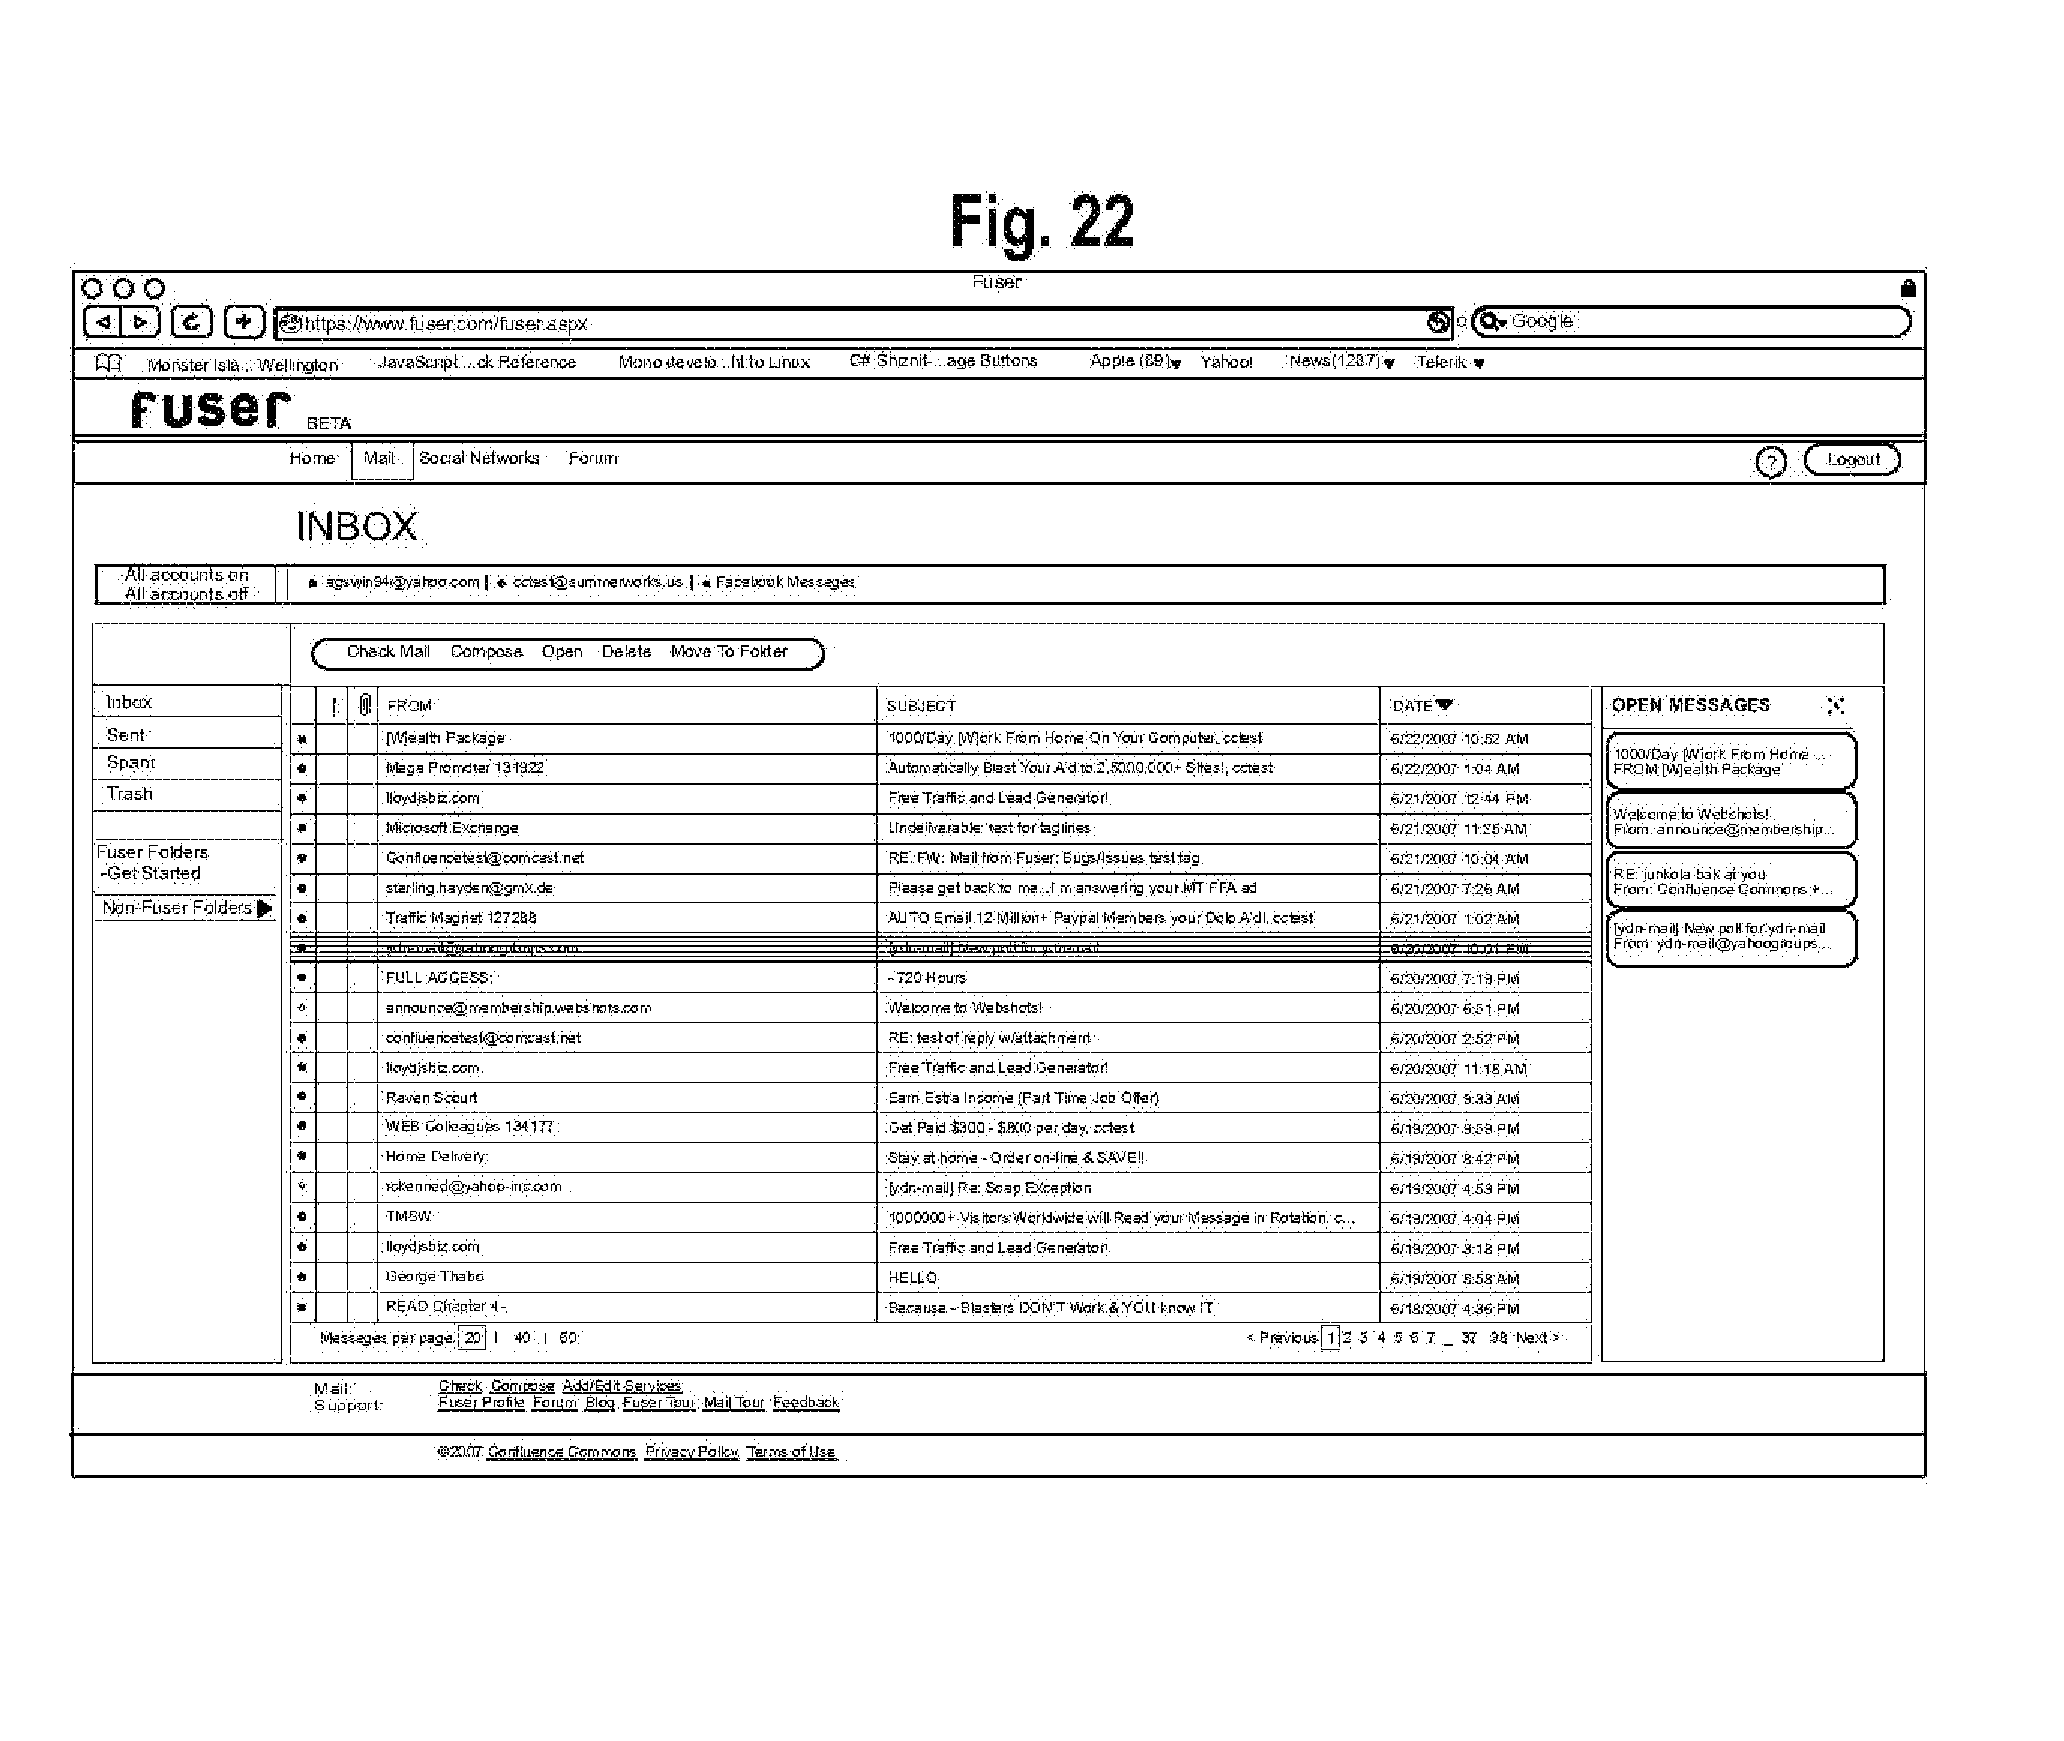 Fig. 22
Fuser
https://www.fuser.com/fuser.aspx
Google
Monster Isla... Wellington JavaScript ...ck Reference Mono develo...ht to Linux C# Shiznit-...age Buttons Apple (69) Yahoo! News(1287) Telerik
fuser BETA
Home Mail Social Networks Forum ? Logout
INBOX
All accounts on
All accounts off
agswin94@yahoo.com | cctest@summerworks.us | Facebook Messages
Check Mail Compose Open Delete Move To Folder
Inbox
Sent
Spam
Trash
Fuser Folders
-Get Started
Non-Fuser Folders
! FROM SUBJECT DATE
[W]ealth Package 1000/Day [W]ork From Home On Your Computer, cctest 6/22/2007 10:52 AM
Mega Promoter 131922 Automatically Blast Your Ad to 2,5000,000+ Sites!, cctest 6/22/2007 1:04 AM
lloydjsbiz.com Free Traffic and Lead Generator! 6/21/2007 12:44 PM
Microsoft Exchange Undeliverable: test for taglines 6/21/2007 11:25 AM
Confluencetest@comcast.net RE: FW: Mail from Fuser: Bugs/Issues test tag 6/21/2007 10:04 AM
starling.hayden@gmx.de Please get back to me...I'm answering your MT FFA ad 6/21/2007 7:26 AM
Traffic Magnet 127288 AUTO Email 12 Million+ Paypal Members your Dolo Ad!, cctest 6/21/2007 1:02 AM
[ydn-mail] New poll for ydn-mail 6/20/2007 10:01 PM
FULL ACCESS: - 720 Hours 6/20/2007 7:19 PM
announce@membership.webshots.com Welcome to Webshots! 6/20/2007 6:51 PM
confluencetest@comcast.net RE: test of reply w/attachment 6/20/2007 2:52 PM
lloydjsbiz.com Free Traffic and Lead Generator! 6/20/2007 11:18 AM
Raven Scourt Earn Estra Income (Part Time Job Offer) 6/20/2007 9:33 AM
WEB Colleagues 134177 Get Paid $300 - $800 per day, cctest 6/19/2007 9:59 PM
Home Delivery Stay at home - Order on-line & SAVE!! 6/19/2007 8:42 PM
rckenned@yahoo-inc.com [ydn-mail] Re: Soap Exception 6/19/2007 4:53 PM
TMSW 1000000+ Visitors Worldwide will Read your Message in Rotation, c... 6/19/2007 4:04 PM
lloydjsbiz.com Free Traffic and Lead Generator! 6/19/2007 3:18 PM
George Thabo HELLO 6/19/2007 8:58 AM
READ Chapter 4- Because - Blasters DON'T Work & YOU know IT 6/18/2007 4:36 PM
Messages per page 20 | 40 | 60 < Previous 1 2 3 4 5 6 7 _ 37 98 Next >
OPEN MESSAGES
1000/Day [W]ork From Home ...
FROM [W]ealth Package
Welcome to Webshots!
From: announce@membership...
RE: junkola bak at you
From: Confluence Commons +...
[ydn-mail] New poll for ydn-mail
From: ydn-mail@yahoogroups...
Mail: Check Compose Add/Edit Services
Support: Fuser Profile Forum Blog Fuser Tour Mail Tour Feedback
©2007 Confluence Commons Privacy Policy Terms of Use